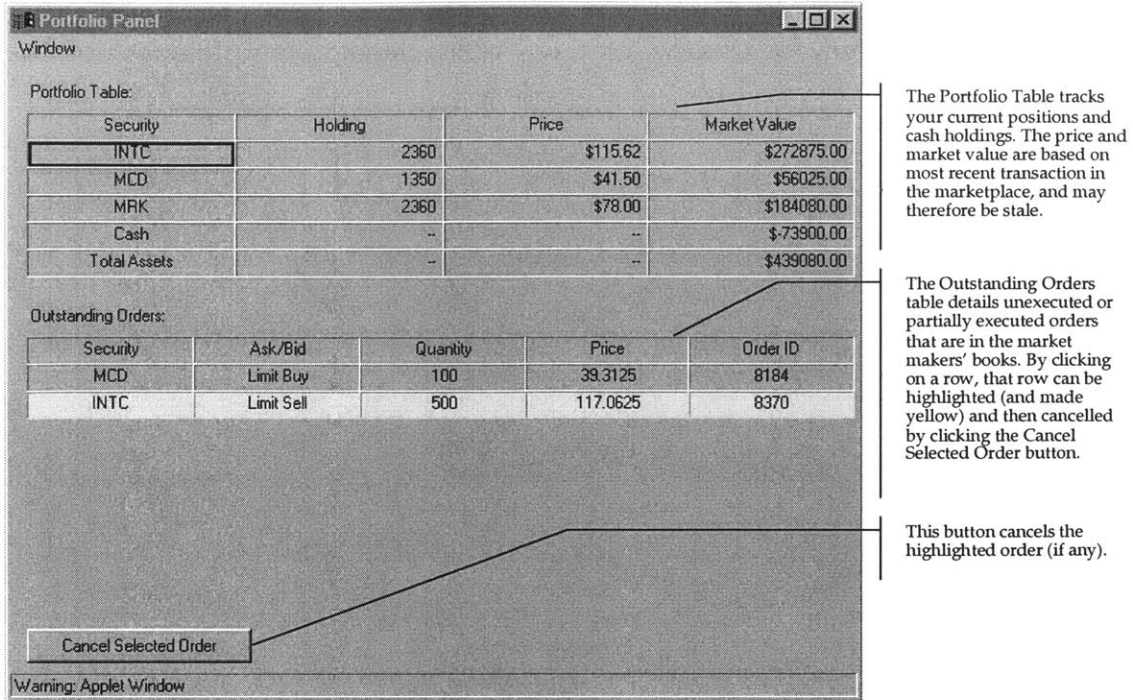 Portfolio Panel
Window
Portfolio Table:
Security Holding Price Market Value
INTC 2360 $115.62 $272875.00
MCD 1350 $41.50 $56025.00
MRK 2360 $78.00 $184080.00
Cash -- -- $-73900.00
Total Assets -- -- $439080.00
Outstanding Orders:
Security Ask/Bid Quantity Price Order ID
MCD Limit Buy 100 39.3125 8184
INTC Limit Sell 500 117.0625 8370
Cancel Selected Order
Warning: Applet Window
The Portfolio Table tracks
your current positions and
cash holdings. The price and
market value are based on
most recent transaction in
the marketplace, and may
therefore be stale.
The Outstanding Orders
table details unexecuted or
partially executed orders
that are in the market
makers' books. By clicking
on a row, that row can be
highlighted (and made
yellow) and then cancelled
by clicking the Cancel
Selected Order button.
This button cancels the
highlighted order (if any).